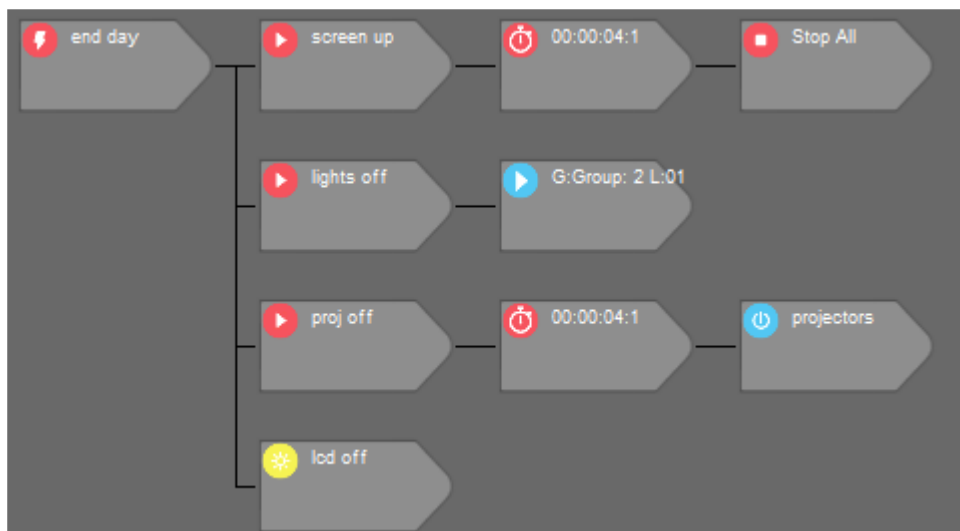 end day
screen up
00:00:04:1
Stop All
lights off
G:Group: 2 L:01
proj off
00:00:04:1
projectors
lcd off